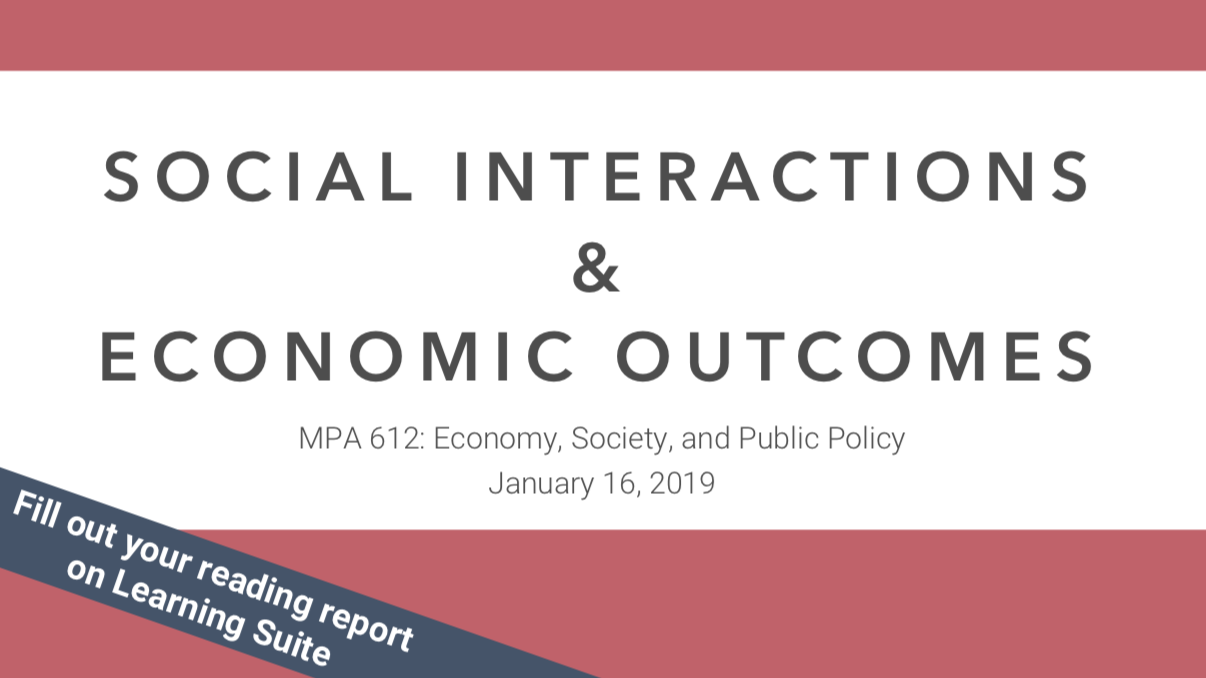 SOCIAL INTERACTIONS
&
ECONOMIC OUTCOMES
MPA 612: Economy, Society, and Public Policy
January 16, 2019
Fill out your reading report
on Learning Suite